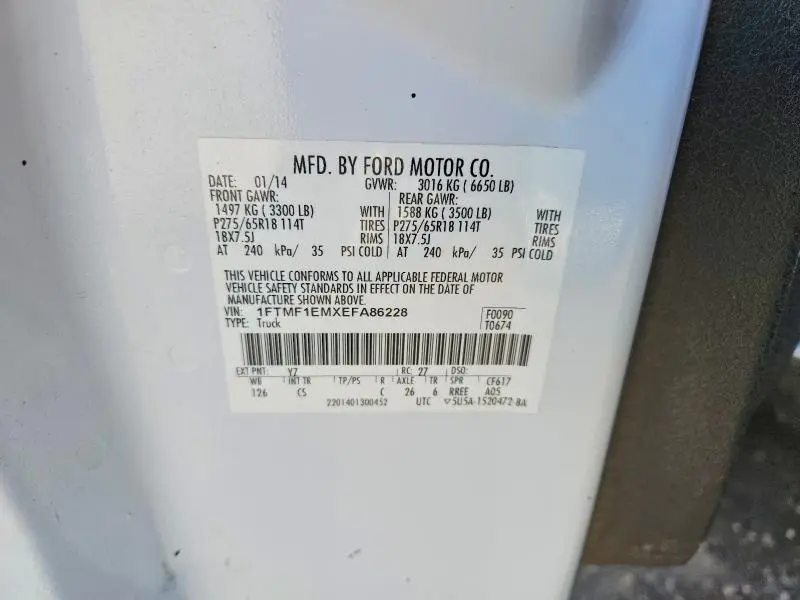 MFD. BY FORD MOTOR CO.
DATE: 01/14 GVWR: 3016 KG ( 6650 LB)
FRONT GAWR: REAR GAWR:
1497 KG ( 3300 LB) WITH 1588 KG ( 3500 LB) WITH
P275/65R18 114T TIRES P275/65R18 114T TIRES
18X7.5J RIMS 18X7.5J RIMS
AT 240 kPa/ 35 PSI COLD AT 240 kPa/ 35 PSI COLD
THIS VEHICLE CONFORMS TO ALL APPLICABLE FEDERAL MOTOR
VEHICLE SAFETY STANDARDS IN EFFECT ON THE DATE OF
MANUFACTURE SHOWN ABOVE.
VIN: 1FTMF1EMXEFA86228 F0090
TYPE: Truck T0674
EXT PNT: YZ RC: 27 DSO:
WB INT TR TP/PS R AXLE TR SPR CF617
126 CS C 26 6 RREE A05
2201401300452 UTC ▽5U5A-1520472-BA